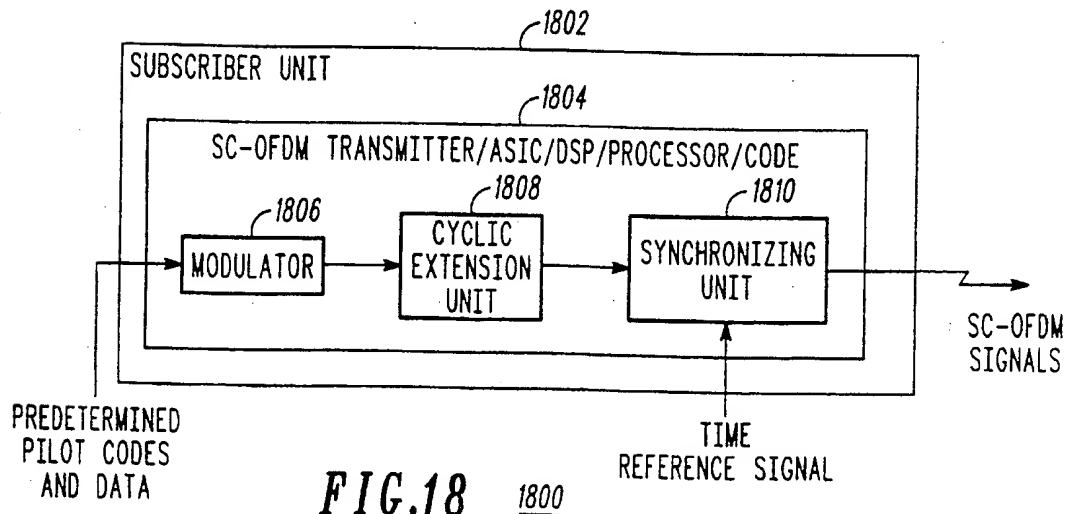 1802
SUBSCRIBER UNIT
1804
SC-OFDM TRANSMITTER/ASIC/DSP/PROCESSOR/CODE
1806
MODULATOR
1808
CYCLIC
EXTENSION
UNIT
1810
SYNCHRONIZING
UNIT
SC-OFDM
SIGNALS
PREDETERMINED
PILOT CODES
AND DATA
TIME
REFERENCE SIGNAL
FIG.18
1800